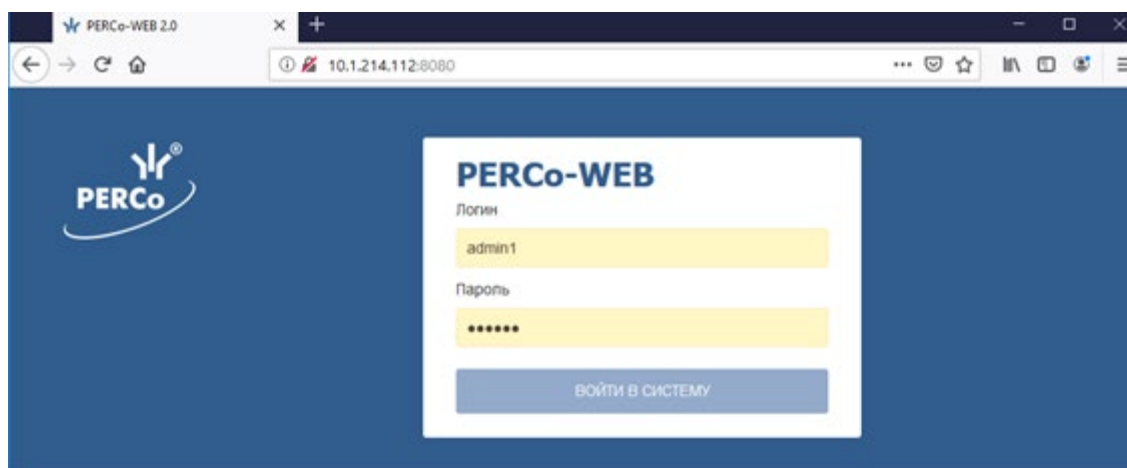 PERCo-WEB 2.0
10.1.214.112:8080
PERCo®
PERCo-WEB
Логин
admin1
Пароль
••••••
ВОЙТИ В СИСТЕМУ